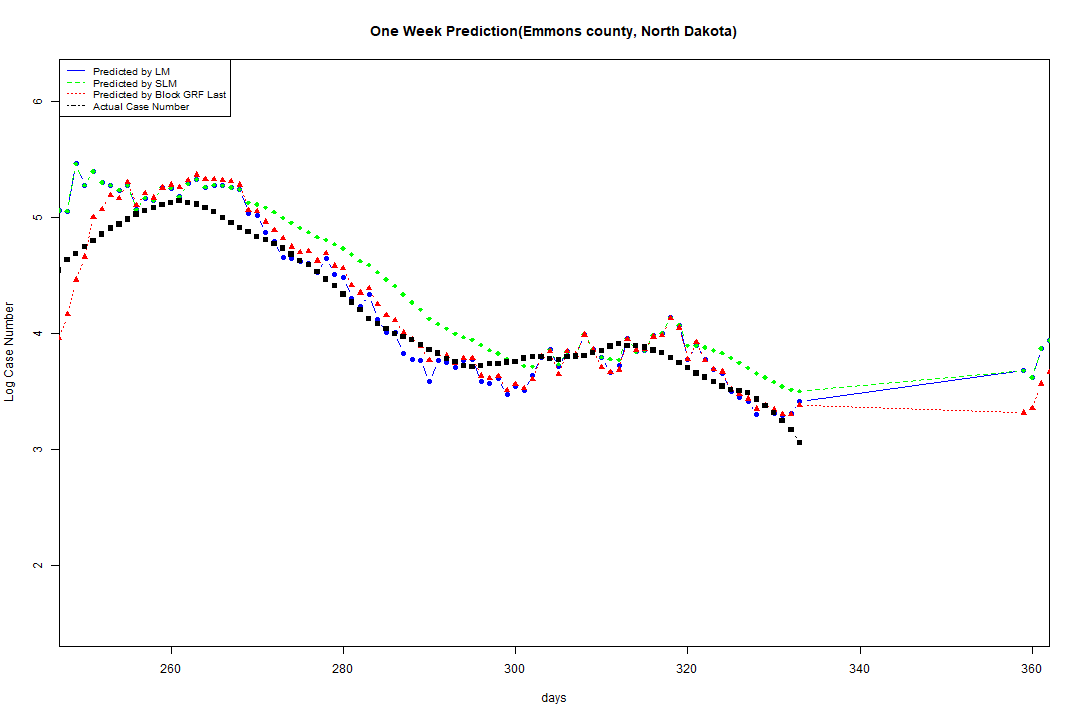 One Week Prediction(Emmons county, North Dakota)
Predicted by LM
Predicted by SLM
Predicted by Block GRF Last
Actual Case Number
6
5
4
3
2
Log Case Number
260
280
300
320
340
360
days